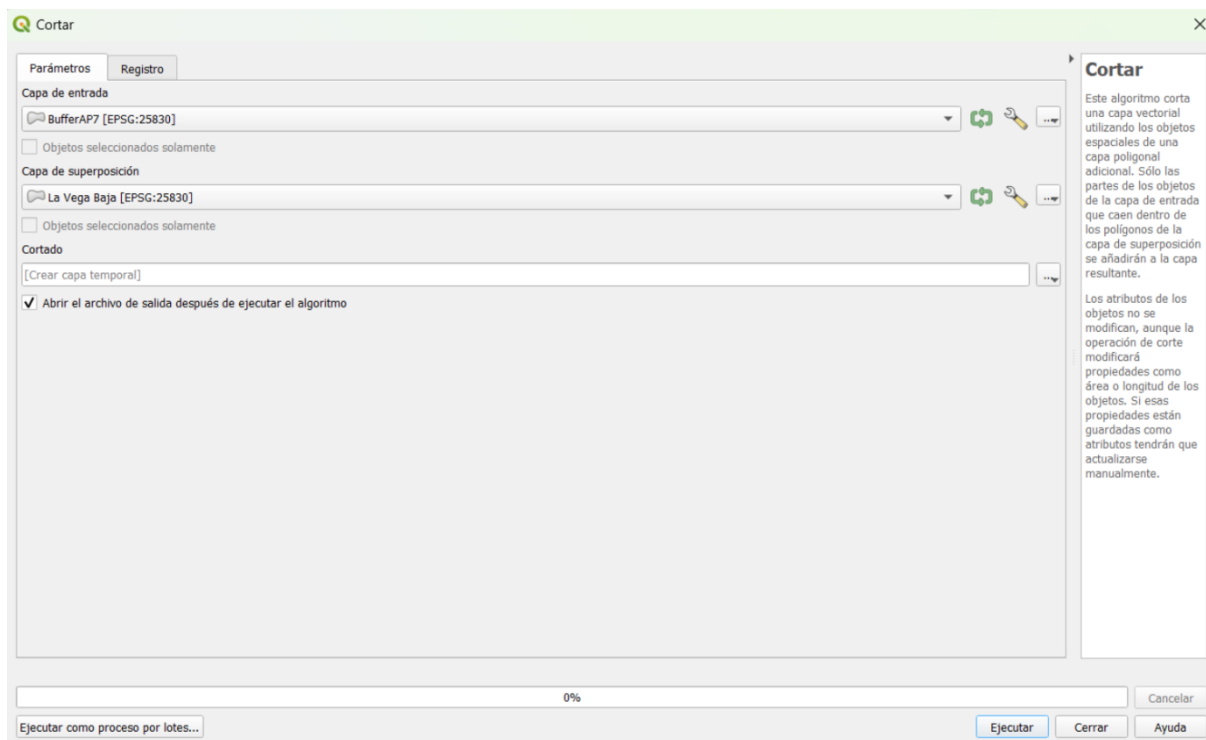 Cortar
Parámetros
Registro
Capa de entrada
BufferAP7 [EPSG:25830]
Objetos seleccionados solamente
Capa de superposición
La Vega Baja [EPSG:25830]
Objetos seleccionados solamente
Cortado
[Crear capa temporal]
Abrir el archivo de salida después de ejecutar el algoritmo
Cortar
Este algoritmo corta
una capa vectorial
utilizando los objetos
espaciales de una
capa poligonal
adicional. Sólo las
partes de los objetos
de la capa de entrada
que caen dentro de
los polígonos de la
capa de superposición
se añadirán a la capa
resultante.
Los atributos de los
objetos no se
modifican, aunque la
operación de corte
modificará
propiedades como
área o longitud de los
objetos. Si esas
propiedades están
guardadas como
atributos tendrán que
actualizarse
manualmente.
0%
Cancelar
Ejecutar como proceso por lotes...
Ejecutar
Cerrar
Ayuda